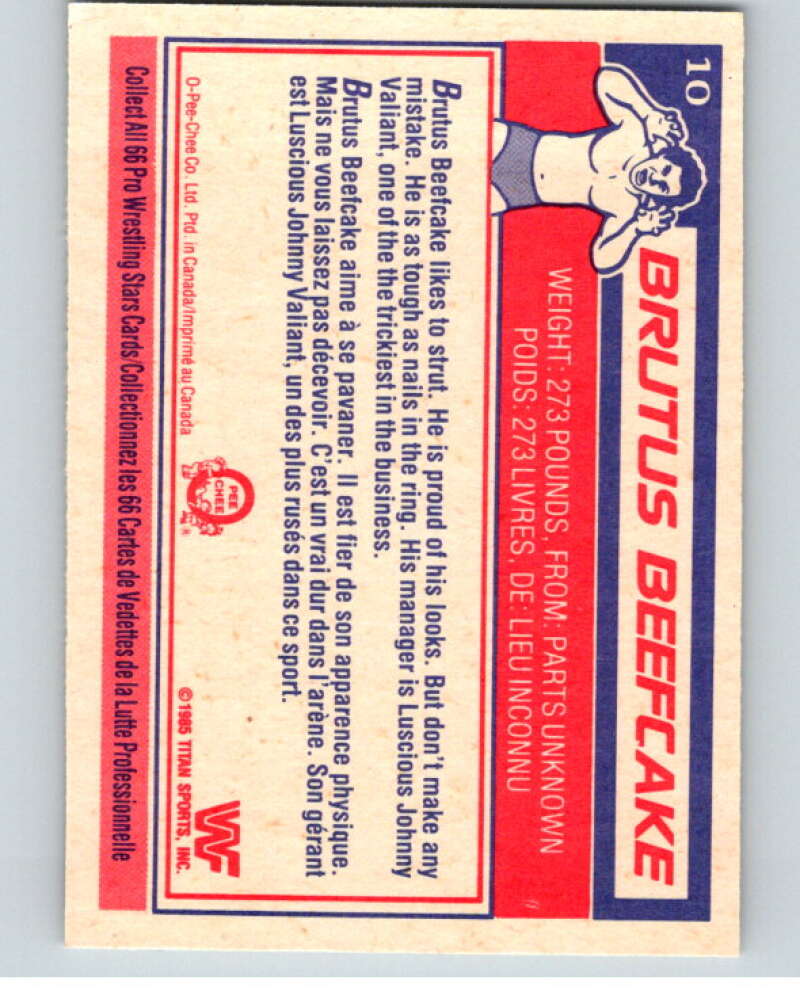 10
BRUTUS BEEFCAKE
WEIGHT: 273 POUNDS, FROM: PARTS UNKNOWN
POIDS: 273 LIVRES, DE: LIEU INCONNU
Brutus Beefcake likes to strut. He is proud of his looks. But don't make any
mistake. He is as tough as nails in the ring. His manager is Luscious Johnny
Valiant, one of the the trickiest in the business.
Brutus Beefcake aime à se pavaner. Il est fier de son apparence physique.
Mais ne vous laissez pas décevoir. C'est un vrai dur dans l'arène. Son gérant
est Luscious Johnny Valiant, un des plus rusés dans ce sport.
O-Pee-Chee Co. Ltd. Ptd. in Canada/Imprimé au Canada
O
PEE
CHEE
®
©1985 TITAN SPORTS, INC.
WF
Collect All 66 Pro Wrestling Stars Cards/Collectionnez les 66 Cartes de Vedettes de la Lutte Professionnelle